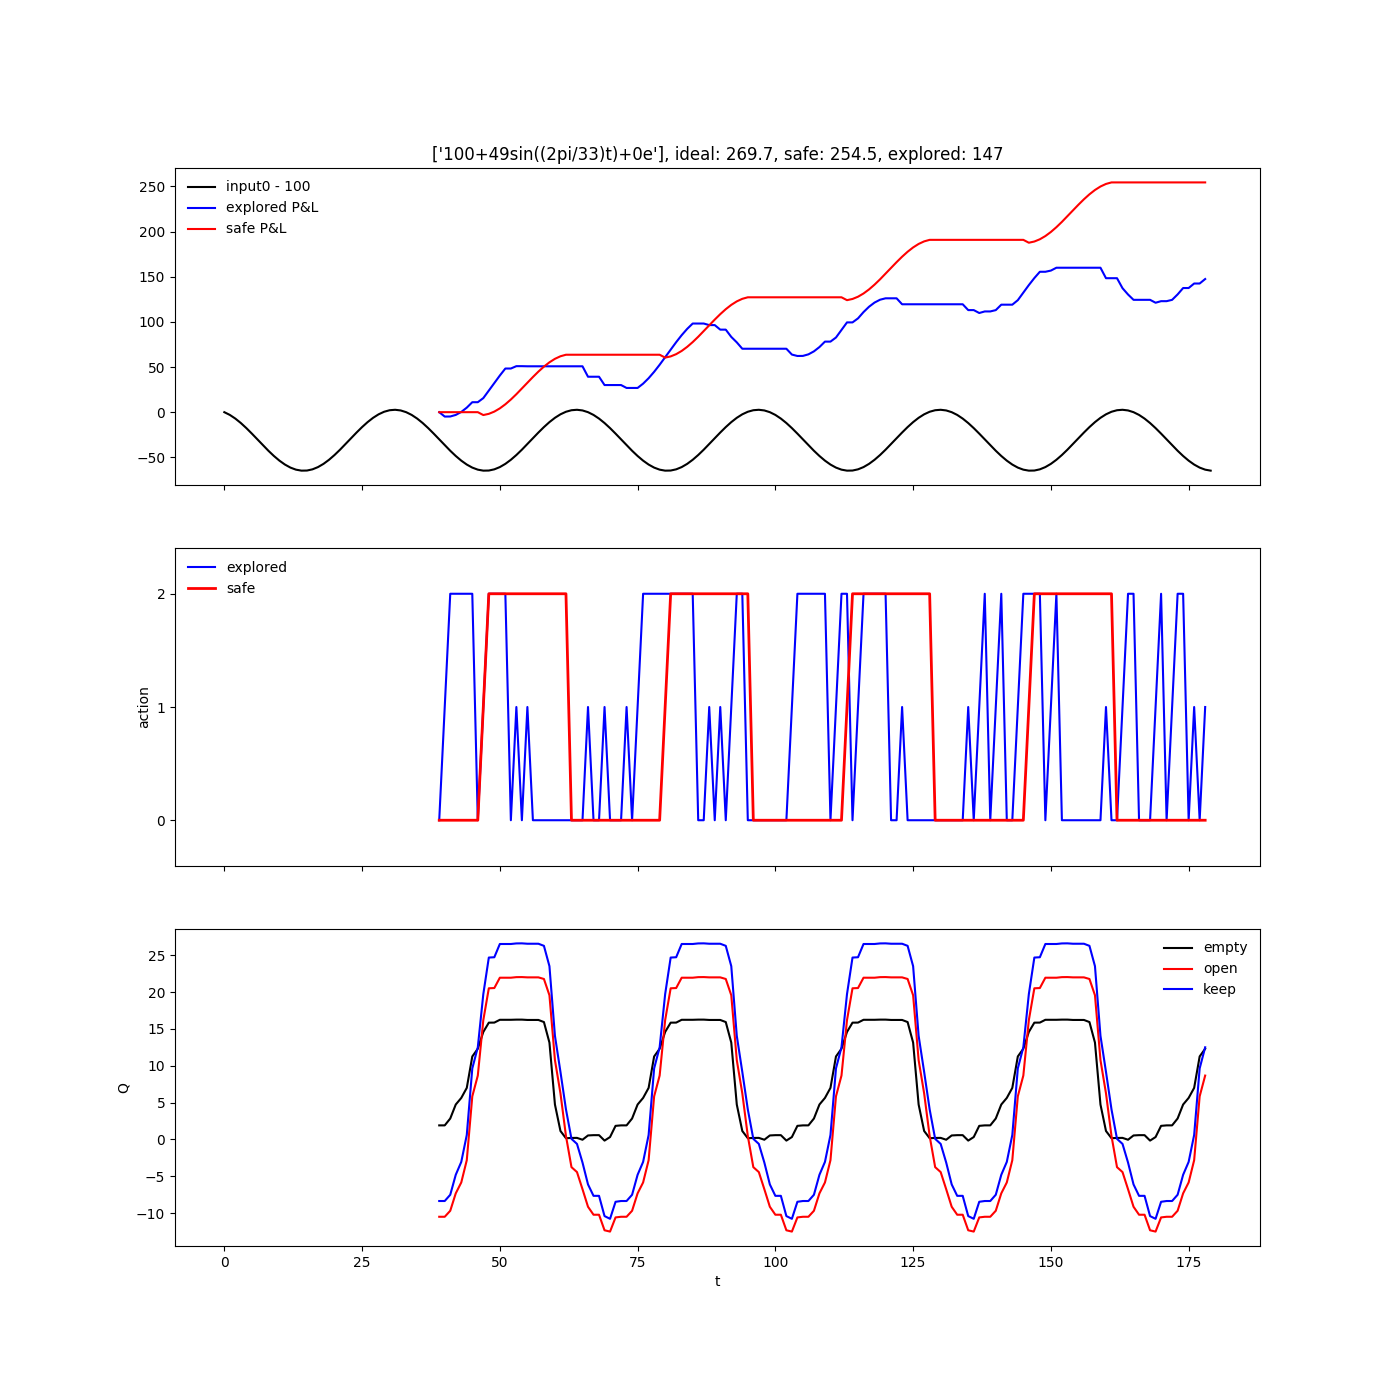 ['100+49sin((2pi/33)t)+0e'], ideal: 269.7, safe: 254.5, explored: 147
input0 - 100
explored P&L
safe P&L
250
200
150
100
50
0
−50
explored
safe
2
1
0
action
empty
open
keep
25
20
15
10
5
0
−5
−10
Q
0 25 50 75 100 125 150 175
t